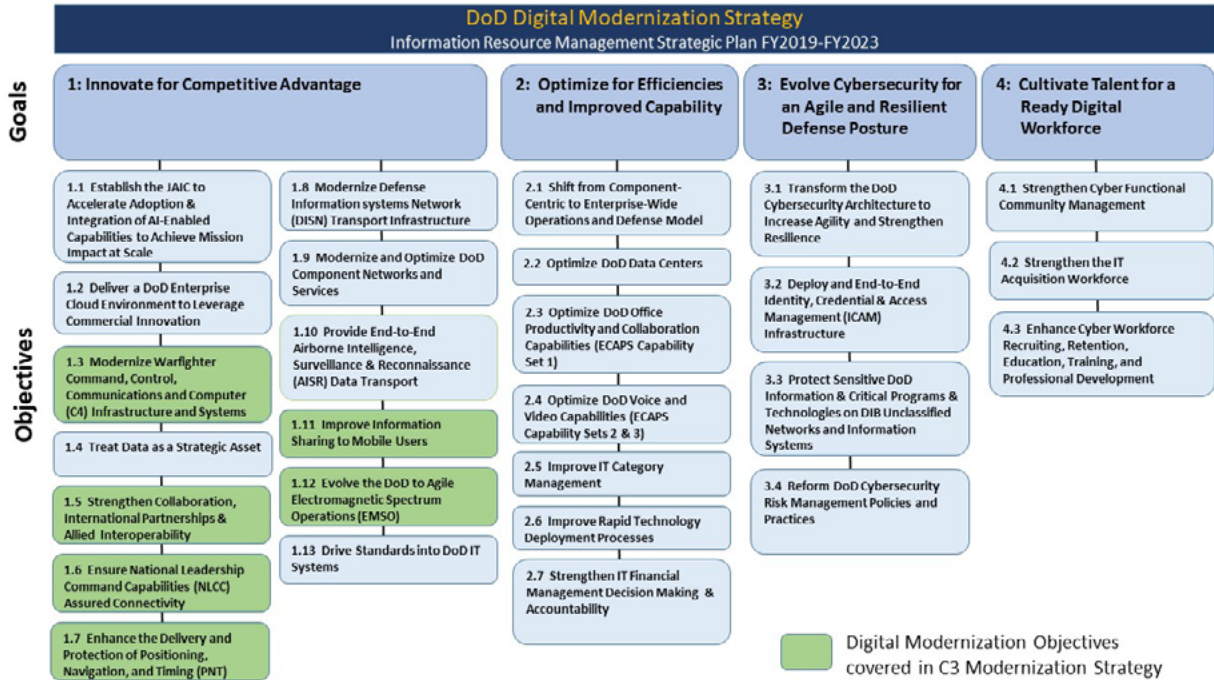 DoD Digital Modernization Strategy
Information Resource Management Strategic Plan FY2019-FY2023
Goals
1: Innovate for Competitive Advantage
2: Optimize for Efficiencies
and Improved Capability
3: Evolve Cybersecurity for
an Agile and Resilient
Defense Posture
4: Cultivate Talent for a
Ready Digital
Workforce
Objectives
1.1 Establish the JAIC to
Accelerate Adoption &
Integration of AI-Enabled
Capabilities to Achieve Mission
Impact at Scale
1.2 Deliver a DoD Enterprise
Cloud Environment to Leverage
Commercial Innovation
1.3 Modernize Warfighter
Command, Control,
Communications and Computer
(C4) Infrastructure and Systems
1.4 Treat Data as a Strategic Asset
1.5 Strengthen Collaboration,
International Partnerships &
Allied Interoperability
1.6 Ensure National Leadership
Command Capabilities (NLCC)
Assured Connectivity
1.7 Enhance the Delivery and
Protection of Positioning,
Navigation, and Timing (PNT)
1.8 Modernize Defense
Information systems Network
(DISN) Transport Infrastructure
1.9 Modernize and Optimize DoD
Component Networks and
Services
1.10 Provide End-to-End
Airborne Intelligence,
Surveillance & Reconnaissance
(AISR) Data Transport
1.11 Improve Information
Sharing to Mobile Users
1.12 Evolve the DoD to Agile
Electromagnetic Spectrum
Operations (EMSO)
1.13 Drive Standards into DoD IT
Systems
2.1 Shift from Component-
Centric to Enterprise-Wide
Operations and Defense Model
2.2 Optimize DoD Data Centers
2.3 Optimize DoD Office
Productivity and Collaboration
Capabilities (ECAPS Capability
Set 1)
2.4 Optimize DoD Voice and
Video Capabilities (ECAPS
Capability Sets 2 & 3)
2.5 Improve IT Category
Management
2.6 Improve Rapid Technology
Deployment Processes
2.7 Strengthen IT Financial
Management Decision Making &
Accountability
3.1 Transform the DoD
Cybersecurity Architecture to
Increase Agility and Strengthen
Resilience
3.2 Deploy and End-to-End
Identity, Credential & Access
Management (ICAM)
Infrastructure
3.3 Protect Sensitive DoD
Information & Critical Programs &
Technologies on DIB Unclassified
Networks and Information
Systems
3.4 Reform DoD Cybersecurity
Risk Management Policies and
Practices
4.1 Strengthen Cyber Functional
Community Management
4.2 Strengthen the IT
Acquisition Workforce
4.3 Enhance Cyber Workforce
Recruiting, Retention,
Education, Training, and
Professional Development
Digital Modernization Objectives
covered in C3 Modernization Strategy